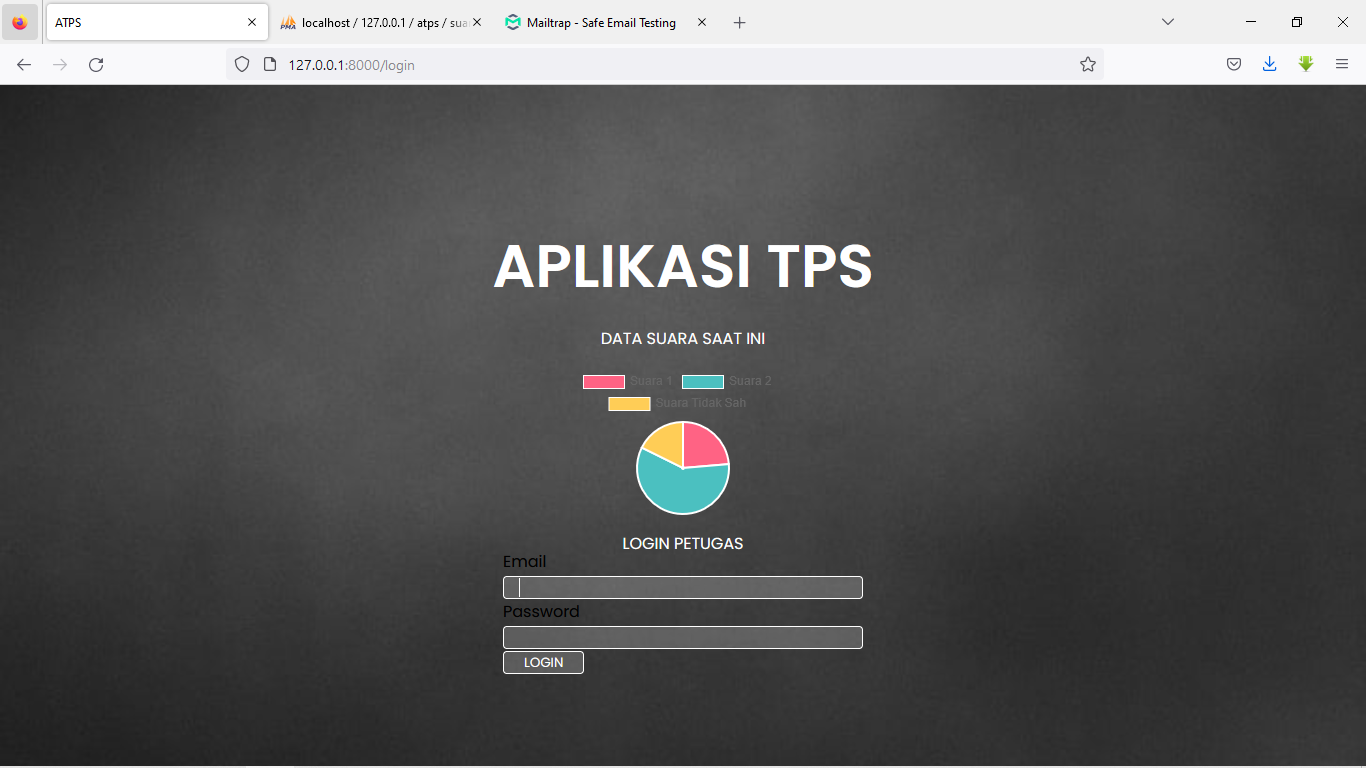 ATPS
localhost / 127.0.0.1 / atps / sua
Mailtrap - Safe Email Testing
127.0.0.1:8000/login
APLIKASI TPS
DATA SUARA SAAT INI
Suara 1 Suara 2
Suara Tidak Sah
LOGIN PETUGAS
Email
Password
LOGIN